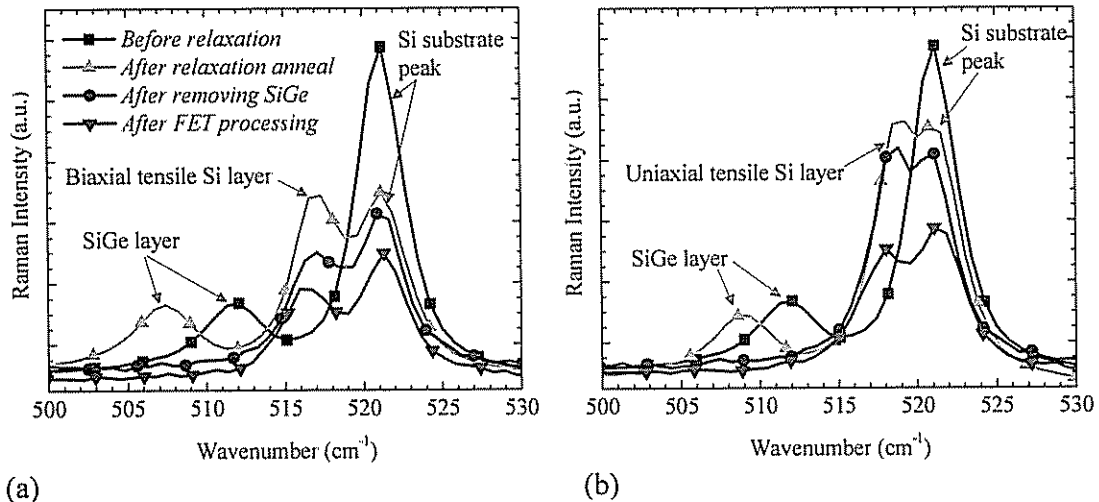 Before relaxation
After relaxation anneal
After removing SiGe
After FET processing
Si substrate
peak
Biaxial tensile Si layer
SiGe layer
Raman Intensity (a.u.)
500 505 510 515 520 525 530
Wavenumber (cm⁻¹)
(a)
Si substrate
peak
Uniaxial tensile Si layer
SiGe layer
Raman Intensity (a.u.)
500 505 510 515 520 525 530
Wavenumber (cm⁻¹)
(b)